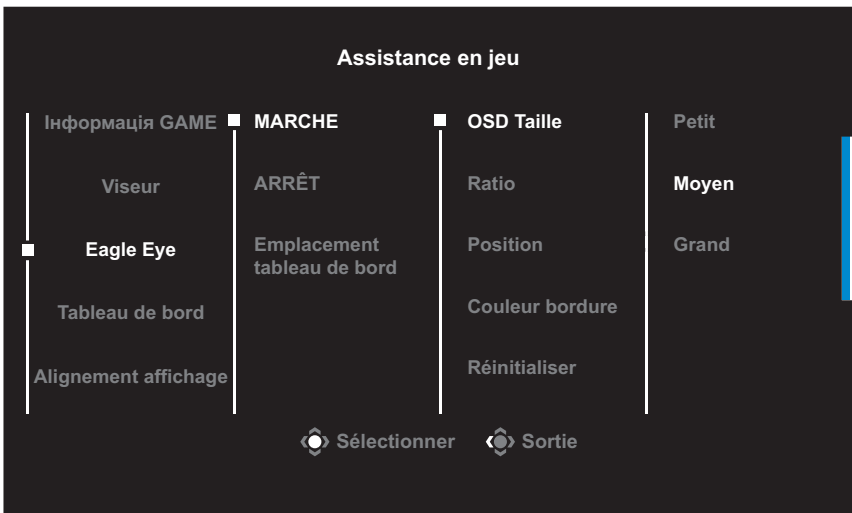 Assistance en jeu
Інформація GAME
Viseur
Eagle Eye
Tableau de bord
Alignement affichage
MARCHE
ARRÊT
Emplacement
tableau de bord
OSD Taille
Ratio
Position
Couleur bordure
Réinitialiser
Petit
Moyen
Grand
Sélectionner
Sortie